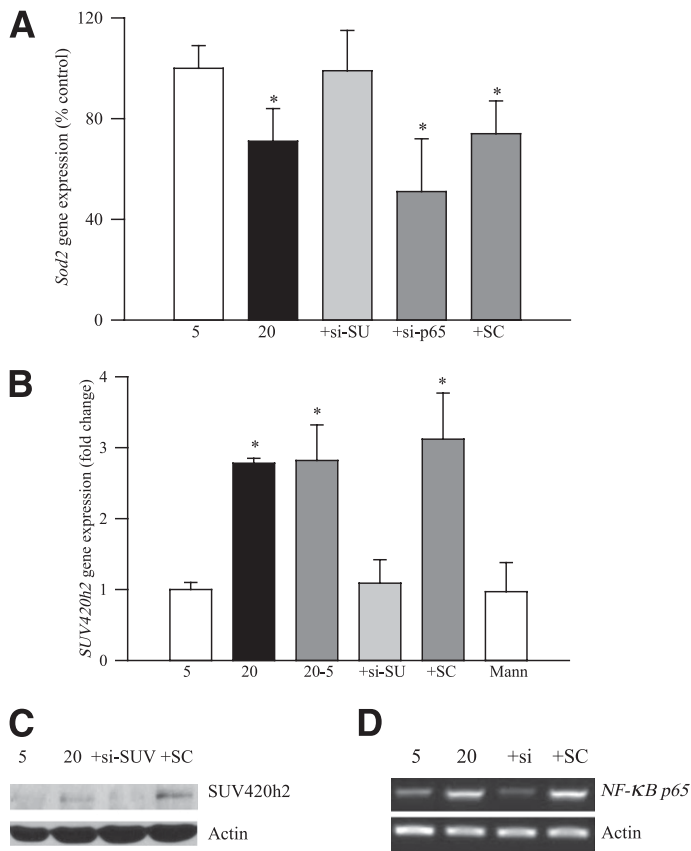 A
Sod2 gene expression (% control)
120
80
40
0
*
*
*
5 20 +si-SU +si-p65 +SC
B
SUV420h2 gene expression (fold change)
4
3
2
1
0
*
*
*
5 20 20-5 +si-SU +SC Mann
C
5 20 +si-SUV +SC
SUV420h2
Actin
D
5 20 +si +SC
NF-κB p65
Actin